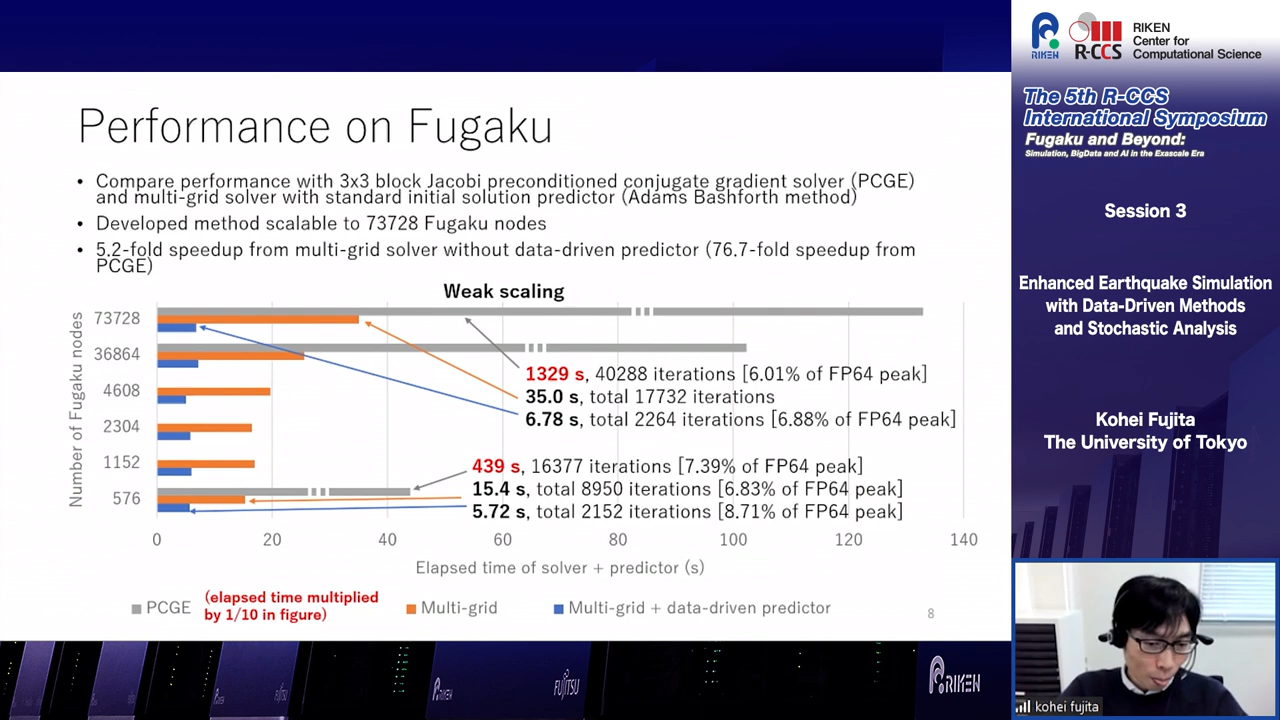 Performance on Fugaku
• Compare performance with 3x3 block Jacobi preconditioned conjugate gradient solver (PCGE)
and multi-grid solver with standard initial solution predictor (Adams Bashforth method)
• Developed method scalable to 73728 Fugaku nodes
• 5.2-fold speedup from multi-grid solver without data-driven predictor (76.7-fold speedup from
PCGE)
Weak scaling
Number of Fugaku nodes
73728
36864
4608
2304
1152
576
1329 s, 40288 iterations [6.01% of FP64 peak]
35.0 s, total 17732 iterations
6.78 s, total 2264 iterations [6.88% of FP64 peak]
439 s, 16377 iterations [7.39% of FP64 peak]
15.4 s, total 8950 iterations [6.83% of FP64 peak]
5.72 s, total 2152 iterations [8.71% of FP64 peak]
0 20 40 60 80 100 120 140
Elapsed time of solver + predictor (s)
PCGE
(elapsed time multiplied
by 1/10 in figure)
Multi-grid
Multi-grid + data-driven predictor
8
RIKEN
FUJITSU
RIKEN
R-CCS
RIKEN
Center for
Computational Science
The 5th R-CCS
International Symposium
Fugaku and Beyond:
Simulation, BigData and AI in the Exascale Era
Session 3
Enhanced Earthquake Simulation
with Data-Driven Methods
and Stochastic Analysis
Kohei Fujita
The University of Tokyo
kohei fujita